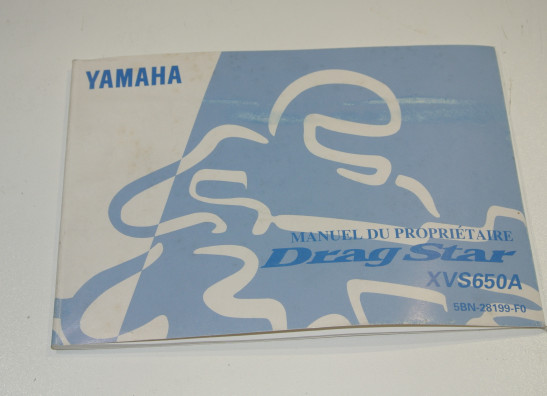 YAMAHA
MANUEL DU PROPRIÉTAIRE
Drag Star
XVS650A
5BN-28199-F0